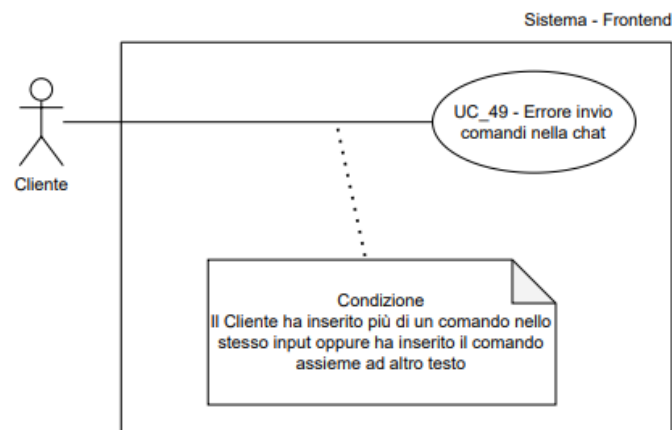 Sistema - Frontend
UC_49 - Errore invio
comandi nella chat
Cliente
Condizione
Il Cliente ha inserito più di un comando nello
stesso input oppure ha inserito il comando
assieme ad altro testo